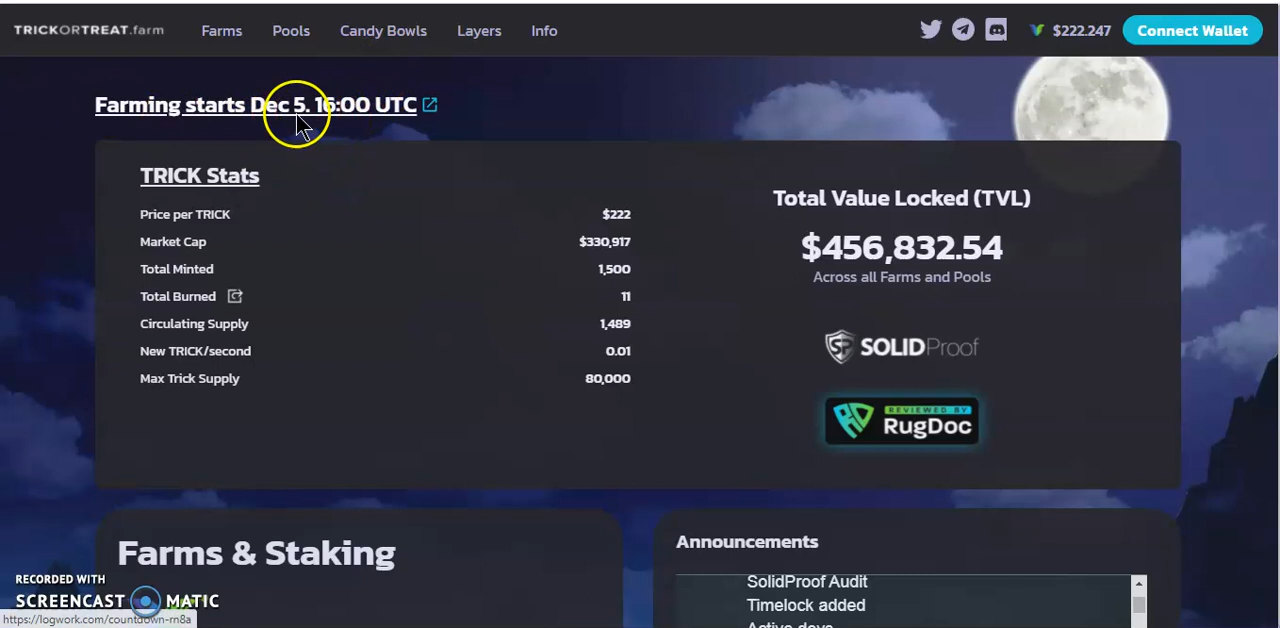 TRICKORTREAT.farm Farms Pools Candy Bowls Layers Info $222.247 Connect Wallet
Farming starts Dec 5. 16:00 UTC
TRICK Stats
Price per TRICK $222
Market Cap $330,917
Total Minted 1,500
Total Burned 11
Circulating Supply 1,489
New TRICK/second 0.01
Max Trick Supply 80,000
Total Value Locked (TVL)
$456,832.54
Across all Farms and Pools
SOLIDProof
REVIEWED BY
RugDoc
Farms & Staking
Announcements
SolidProof Audit
Timelock added
Active devs
RECORDED WITH
SCREENCAST MATIC
https://logwork.com/countdown-rn8a